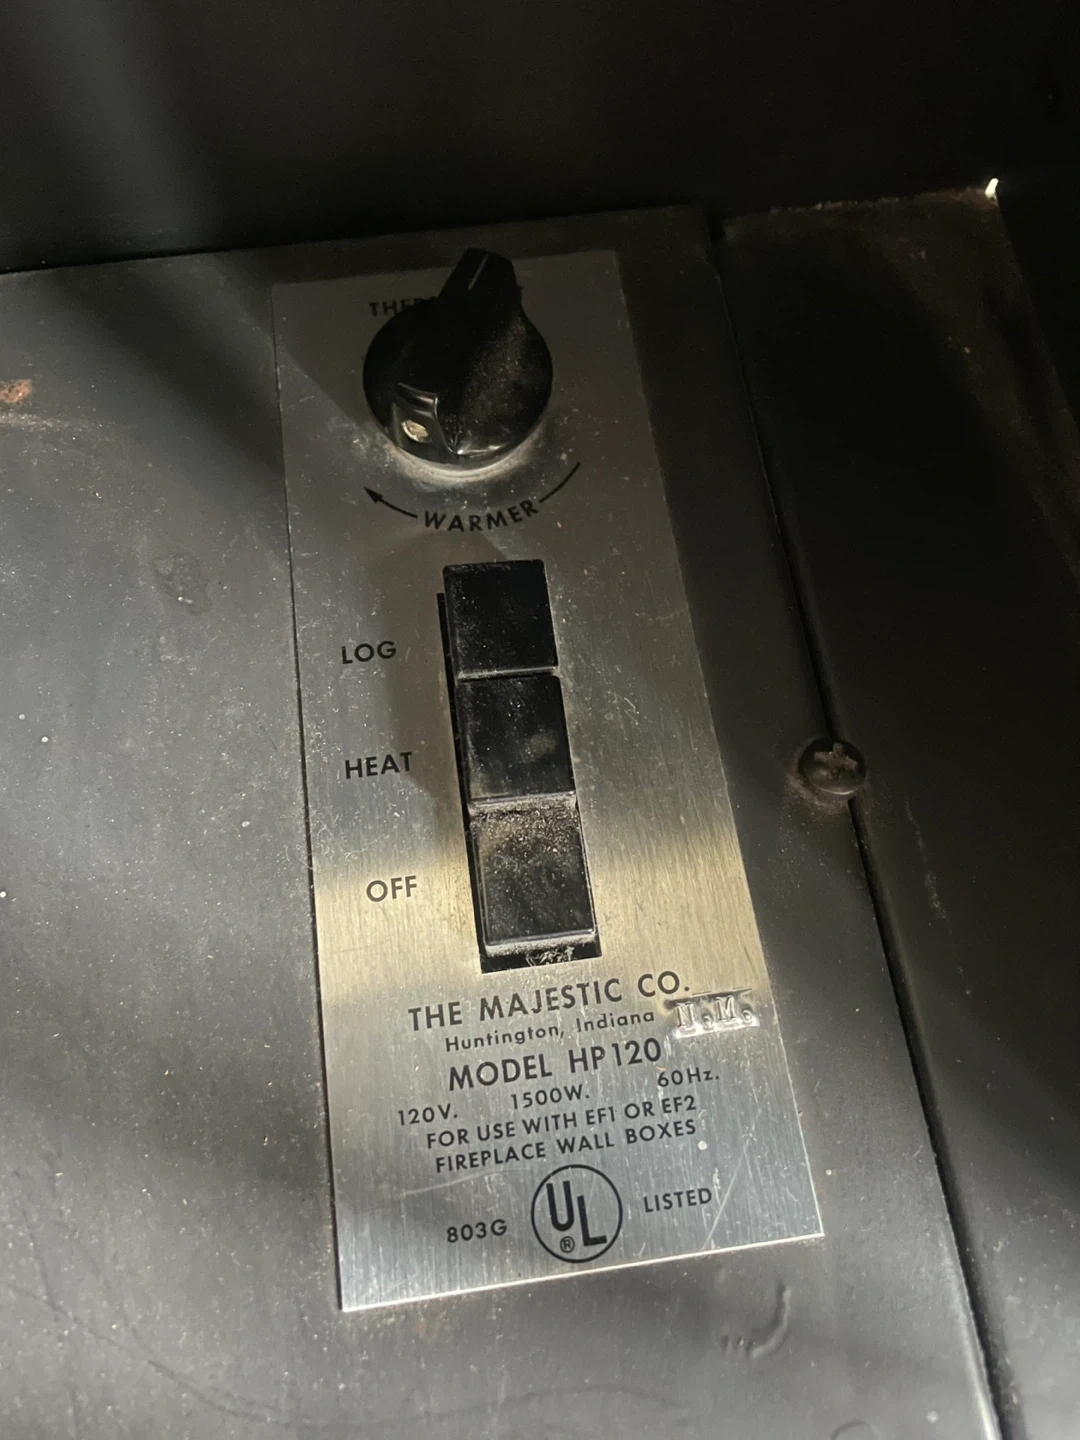 WARMER
LOG
HEAT
OFF
THE MAJESTIC CO.
Huntington, Indiana N.M.
MODEL HP120
120V. 1500W. 60Hz.
FOR USE WITH EF1 OR EF2
FIREPLACE WALL BOXES
803G UL® LISTED